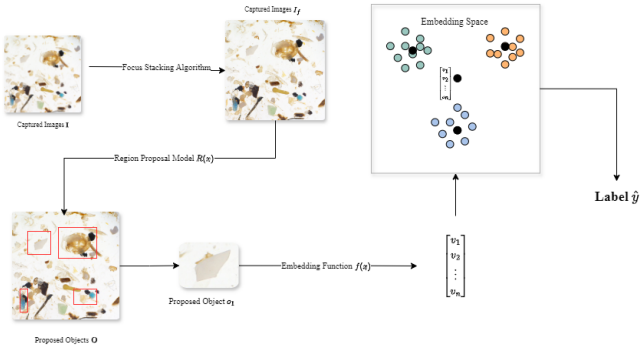 Captured Images I_f
Embedding Space
Focus Stacking Algorithm
v_1
v_2
⋮
Captured Images I
Region Proposal Model R(x)
Label ŷ
v_1
v_2
⋮
v_n
Embedding Function f(x)
Proposed Object o_1
Proposed Objects O